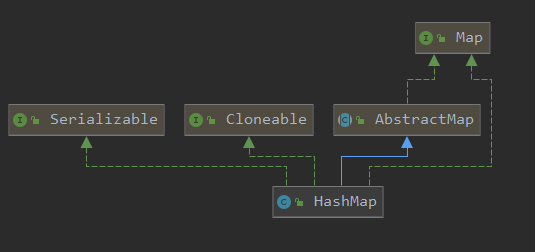 I Map
I Serializable
I Cloneable
C AbstractMap
C HashMap